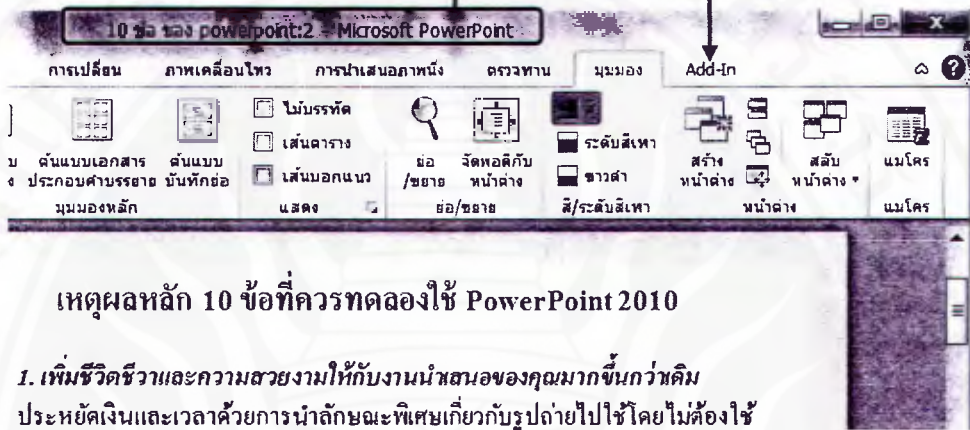 10 ข้อ ของ powerpoint:2 - Microsoft PowerPoint
การเปลี่ยน ภาพเคลื่อนไหว การนำเสนอภาพนิ่ง ตรวจทาน มุมมอง Add-In
ไม้บรรทัด
เส้นตาราง
เส้นบอกแนว
ต้นแบบเอกสาร ต้นแบบ ย่อ จัดพอดีกับ ระดับสีเทา สร้าง สลับ แมโคร
ประกอบคำบรรยาย บันทึกย่อ /ขยาย หน้าต่าง ขาวดำ หน้าต่าง หน้าต่าง
มุมมองหลัก แสดง ย่อ/ขยาย สี/ระดับสีเทา หน้าต่าง แมโคร
เหตุผลหลัก 10 ข้อที่ควรทดลองใช้ PowerPoint 2010
1. เพิ่มชีวิตชีวาและความสวยงามให้กับงานนำเสนอของคุณมากขึ้นกว่าเดิม
ประหยัดเงินและเวลาด้วยการนำลักษณะพิเศษเกี่ยวกับรูปถ่ายไปใช้โดยไม่ต้องใช้